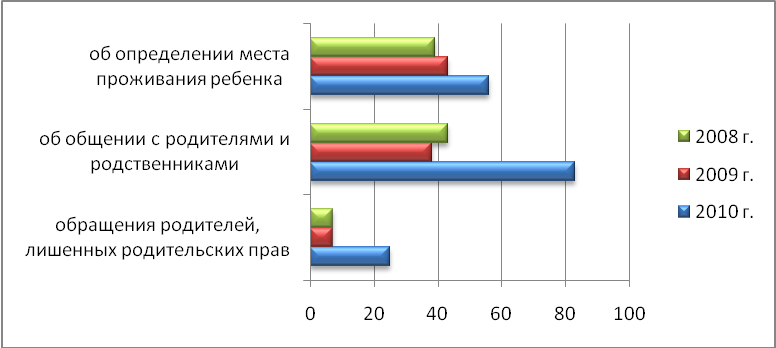 об определении места
проживания ребенка
об общении с родителями и
родственниками
обращения родителей,
лишенных родительских прав
0 20 40 60 80 100
2008 г.
2009 г.
2010 г.